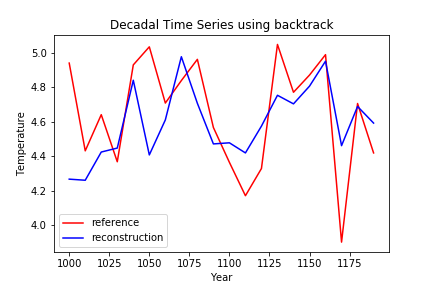 Decadal Time Series using backtrack
5.0
4.8
4.6
4.4
4.2
4.0
Temperature
reference
reconstruction
1000 1025 1050 1075 1100 1125 1150 1175
Year